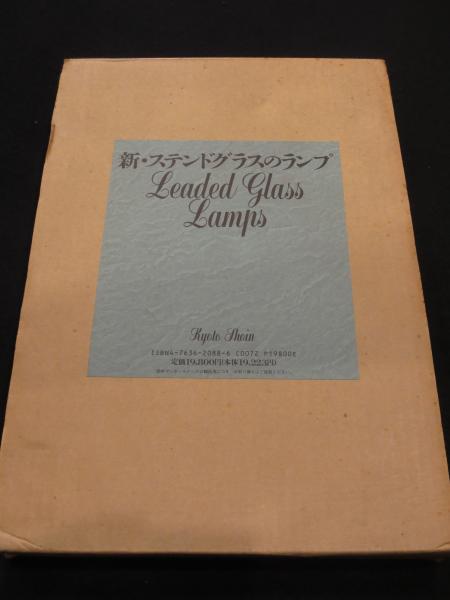 新・ステンドグラスのランプ
Leaded Glass
Lamps
Kyoto Shoin
ISBN4-7636-2088-6 C0072 P19800E
定価19,800円(本体19,223円)